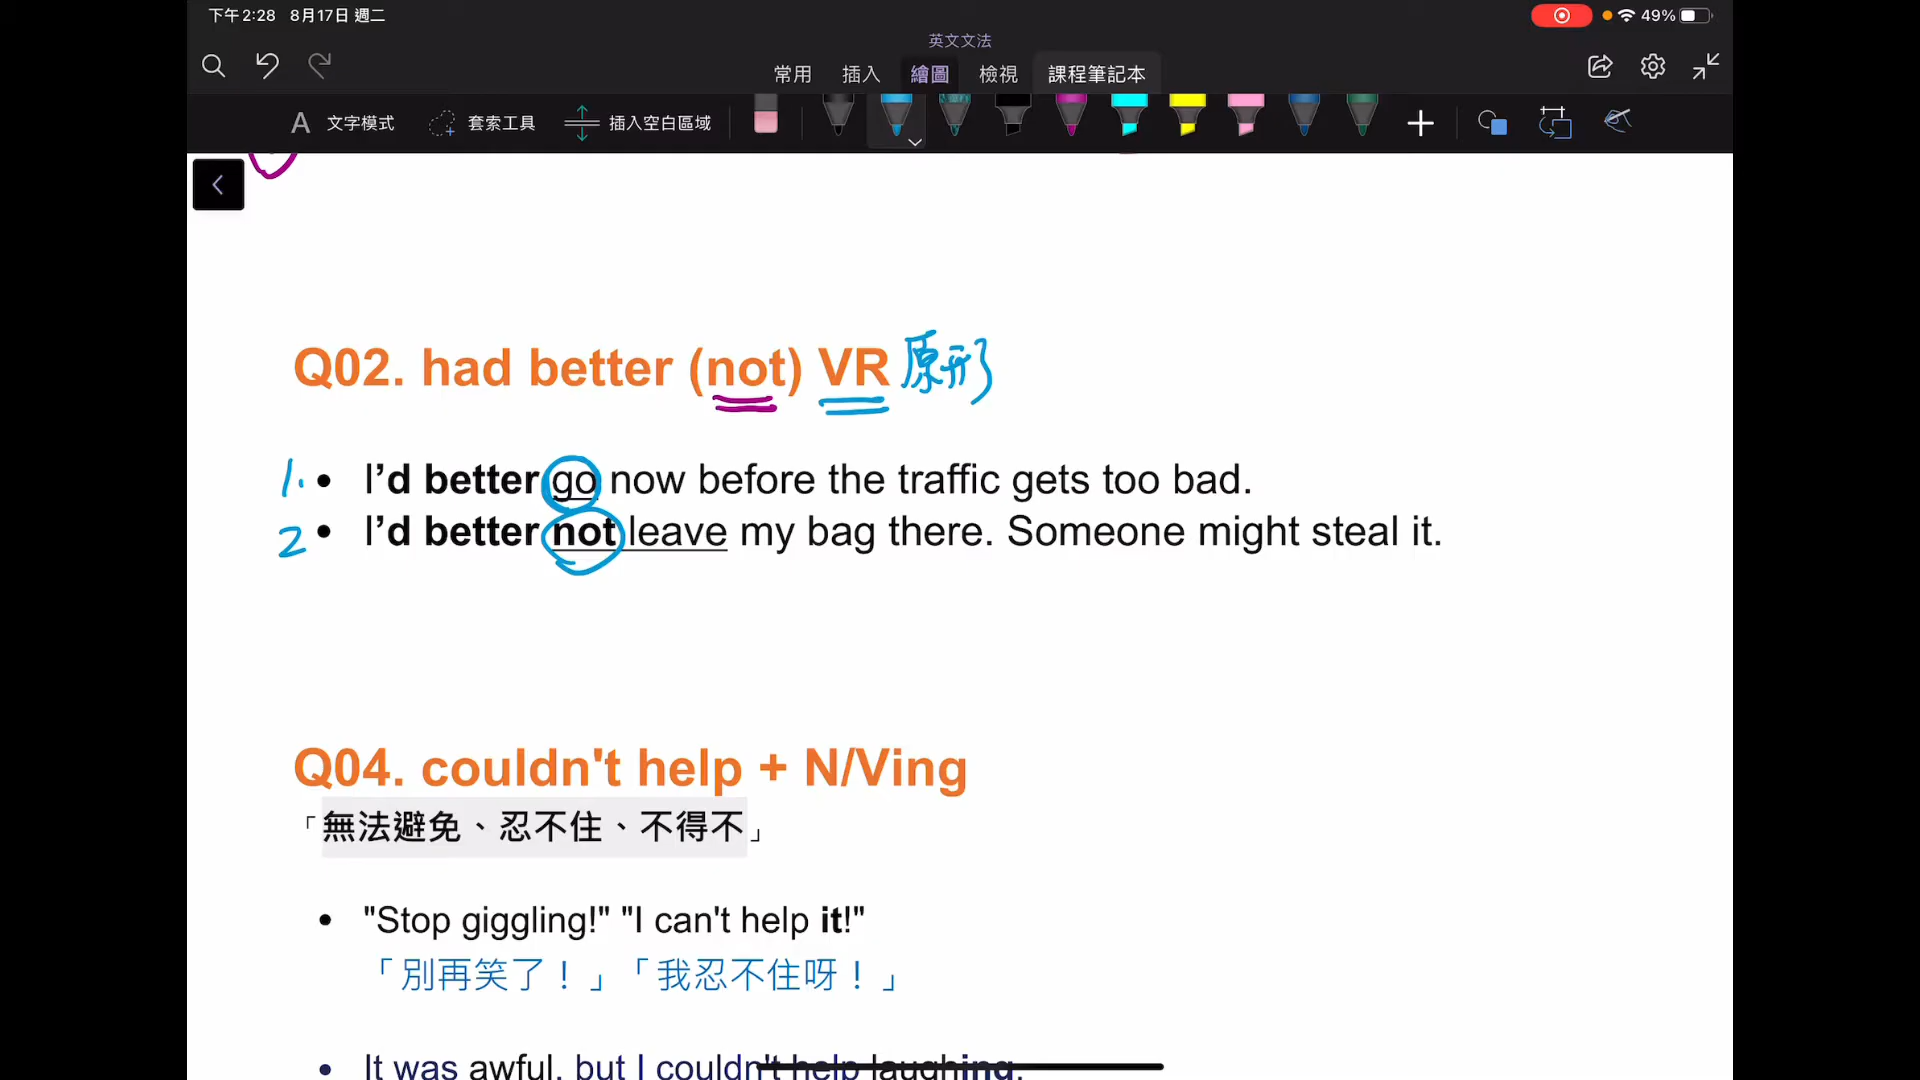 下午2:28 8月17日 週二
49%
英文文法
常用 插入 繪圖 檢視 課程筆記本
A 文字模式 套索工具 插入空白區域
Q02. had better (not) VR 原形
1. • I'd better go now before the traffic gets too bad.
2 • I'd better not leave my bag there. Someone might steal it.
Q04. couldn't help + N/Ving
「無法避免、忍不住、不得不」
• "Stop giggling!" "I can't help it!"
「別再笑了！」「我忍不住呀！」
• It was awful, but I couldn't help laughing.